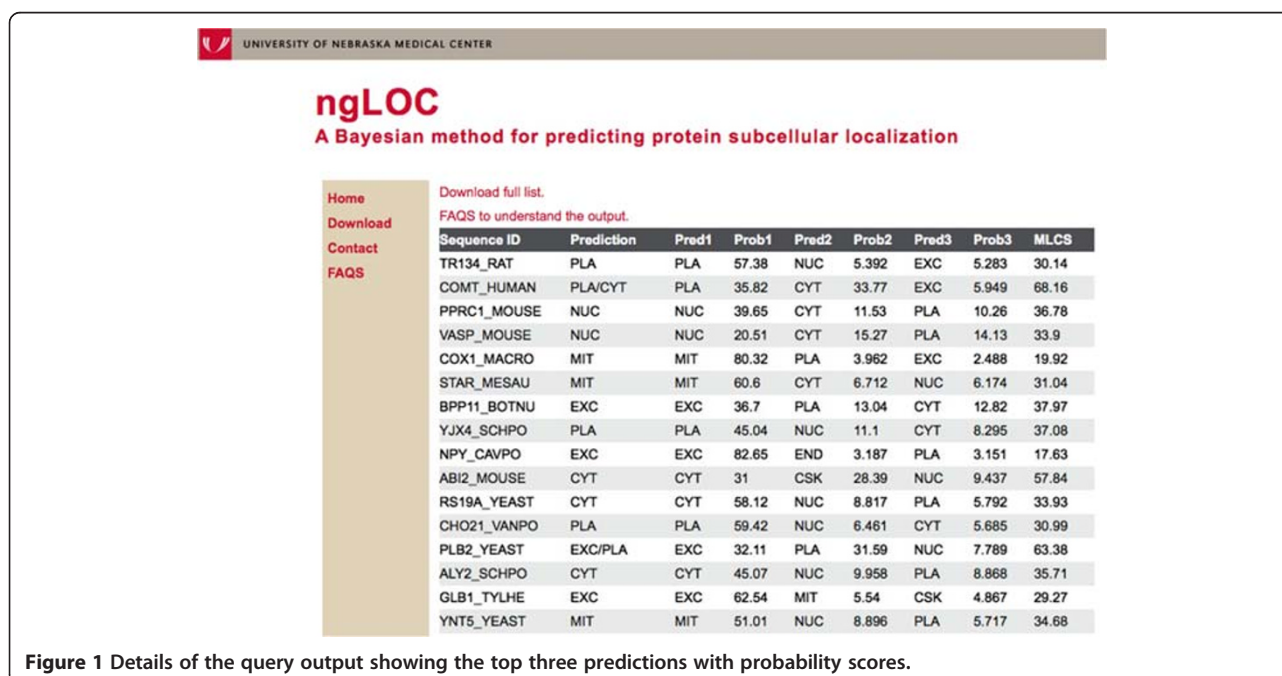 UNIVERSITY OF NEBRASKA MEDICAL CENTER
ngLOC
A Bayesian method for predicting protein subcellular localization
Home
Download
Contact
FAQS
Download full list.
FAQS to understand the output.
Sequence ID Prediction Pred1 Prob1 Pred2 Prob2 Pred3 Prob3 MLCS
TR134_RAT PLA PLA 57.38 NUC 5.392 EXC 5.283 30.14
COMT_HUMAN PLA/CYT PLA 35.82 CYT 33.77 EXC 5.949 68.16
PPRC1_MOUSE NUC NUC 39.65 CYT 11.53 PLA 10.26 36.78
VASP_MOUSE NUC NUC 20.51 CYT 15.27 PLA 14.13 33.9
COX1_MACRO MIT MIT 80.32 PLA 3.962 EXC 2.488 19.92
STAR_MESAU MIT MIT 60.6 CYT 6.712 NUC 6.174 31.04
BPP11_BOTNU EXC EXC 36.7 PLA 13.04 CYT 12.82 37.97
YJX4_SCHPO PLA PLA 45.04 NUC 11.1 CYT 8.295 37.08
NPY_CAVPO EXC EXC 82.65 END 3.187 PLA 3.151 17.63
ABI2_MOUSE CYT CYT 31 CSK 28.39 NUC 9.437 57.84
RS19A_YEAST CYT CYT 58.12 NUC 8.817 PLA 5.792 33.93
CHO21_VANPO PLA PLA 59.42 NUC 6.461 CYT 5.685 30.99
PLB2_YEAST EXC/PLA EXC 32.11 PLA 31.59 NUC 7.789 63.38
ALY2_SCHPO CYT CYT 45.07 NUC 9.958 PLA 8.868 35.71
GLB1_TYLHE EXC EXC 62.54 MIT 5.54 CSK 4.867 29.27
YNT5_YEAST MIT MIT 51.01 NUC 8.896 PLA 5.717 34.68
Figure 1 Details of the query output showing the top three predictions with probability scores.